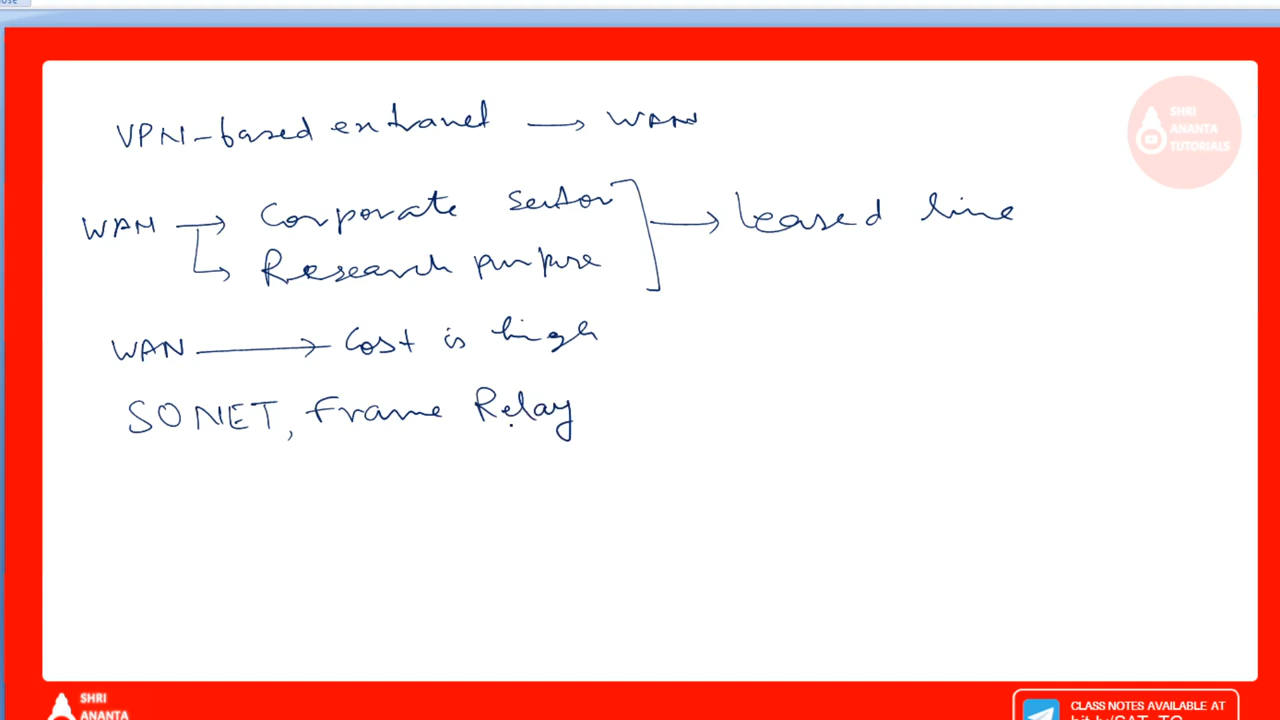 VPN-based extranet → WAN
SHRI
ANANTA
TUTORIALS
WAN → Corporate sector → Leased line
→ Research purpose
WAN → Cost is high
SONET, Frame Relay
SHRI
ANANTA
CLASS NOTES AVAILABLE AT